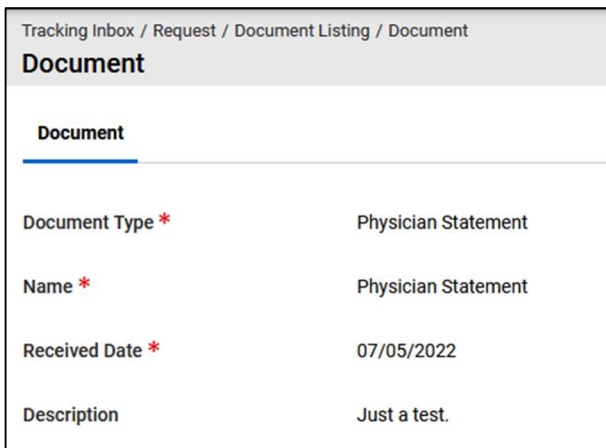 Tracking Inbox / Request / Document Listing / Document
Document
Document
Document Type * Physician Statement
Name * Physician Statement
Received Date * 07/05/2022
Description Just a test.